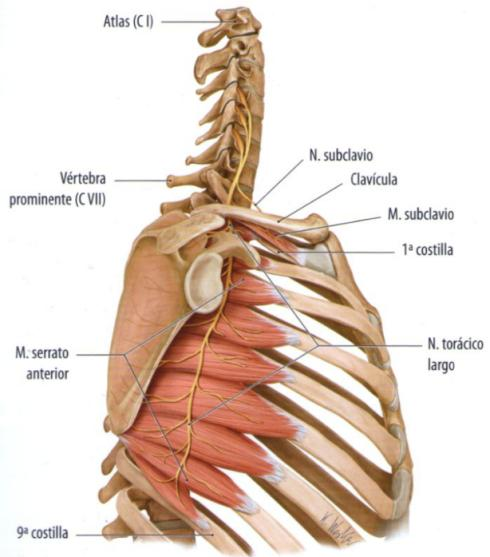 Atlas (C I)
N. subclavio
Clavícula
Vértebra
prominente (C VII)
M. subclavio
1ª costilla
M. serrato
anterior
N. torácico
largo
9ª costilla